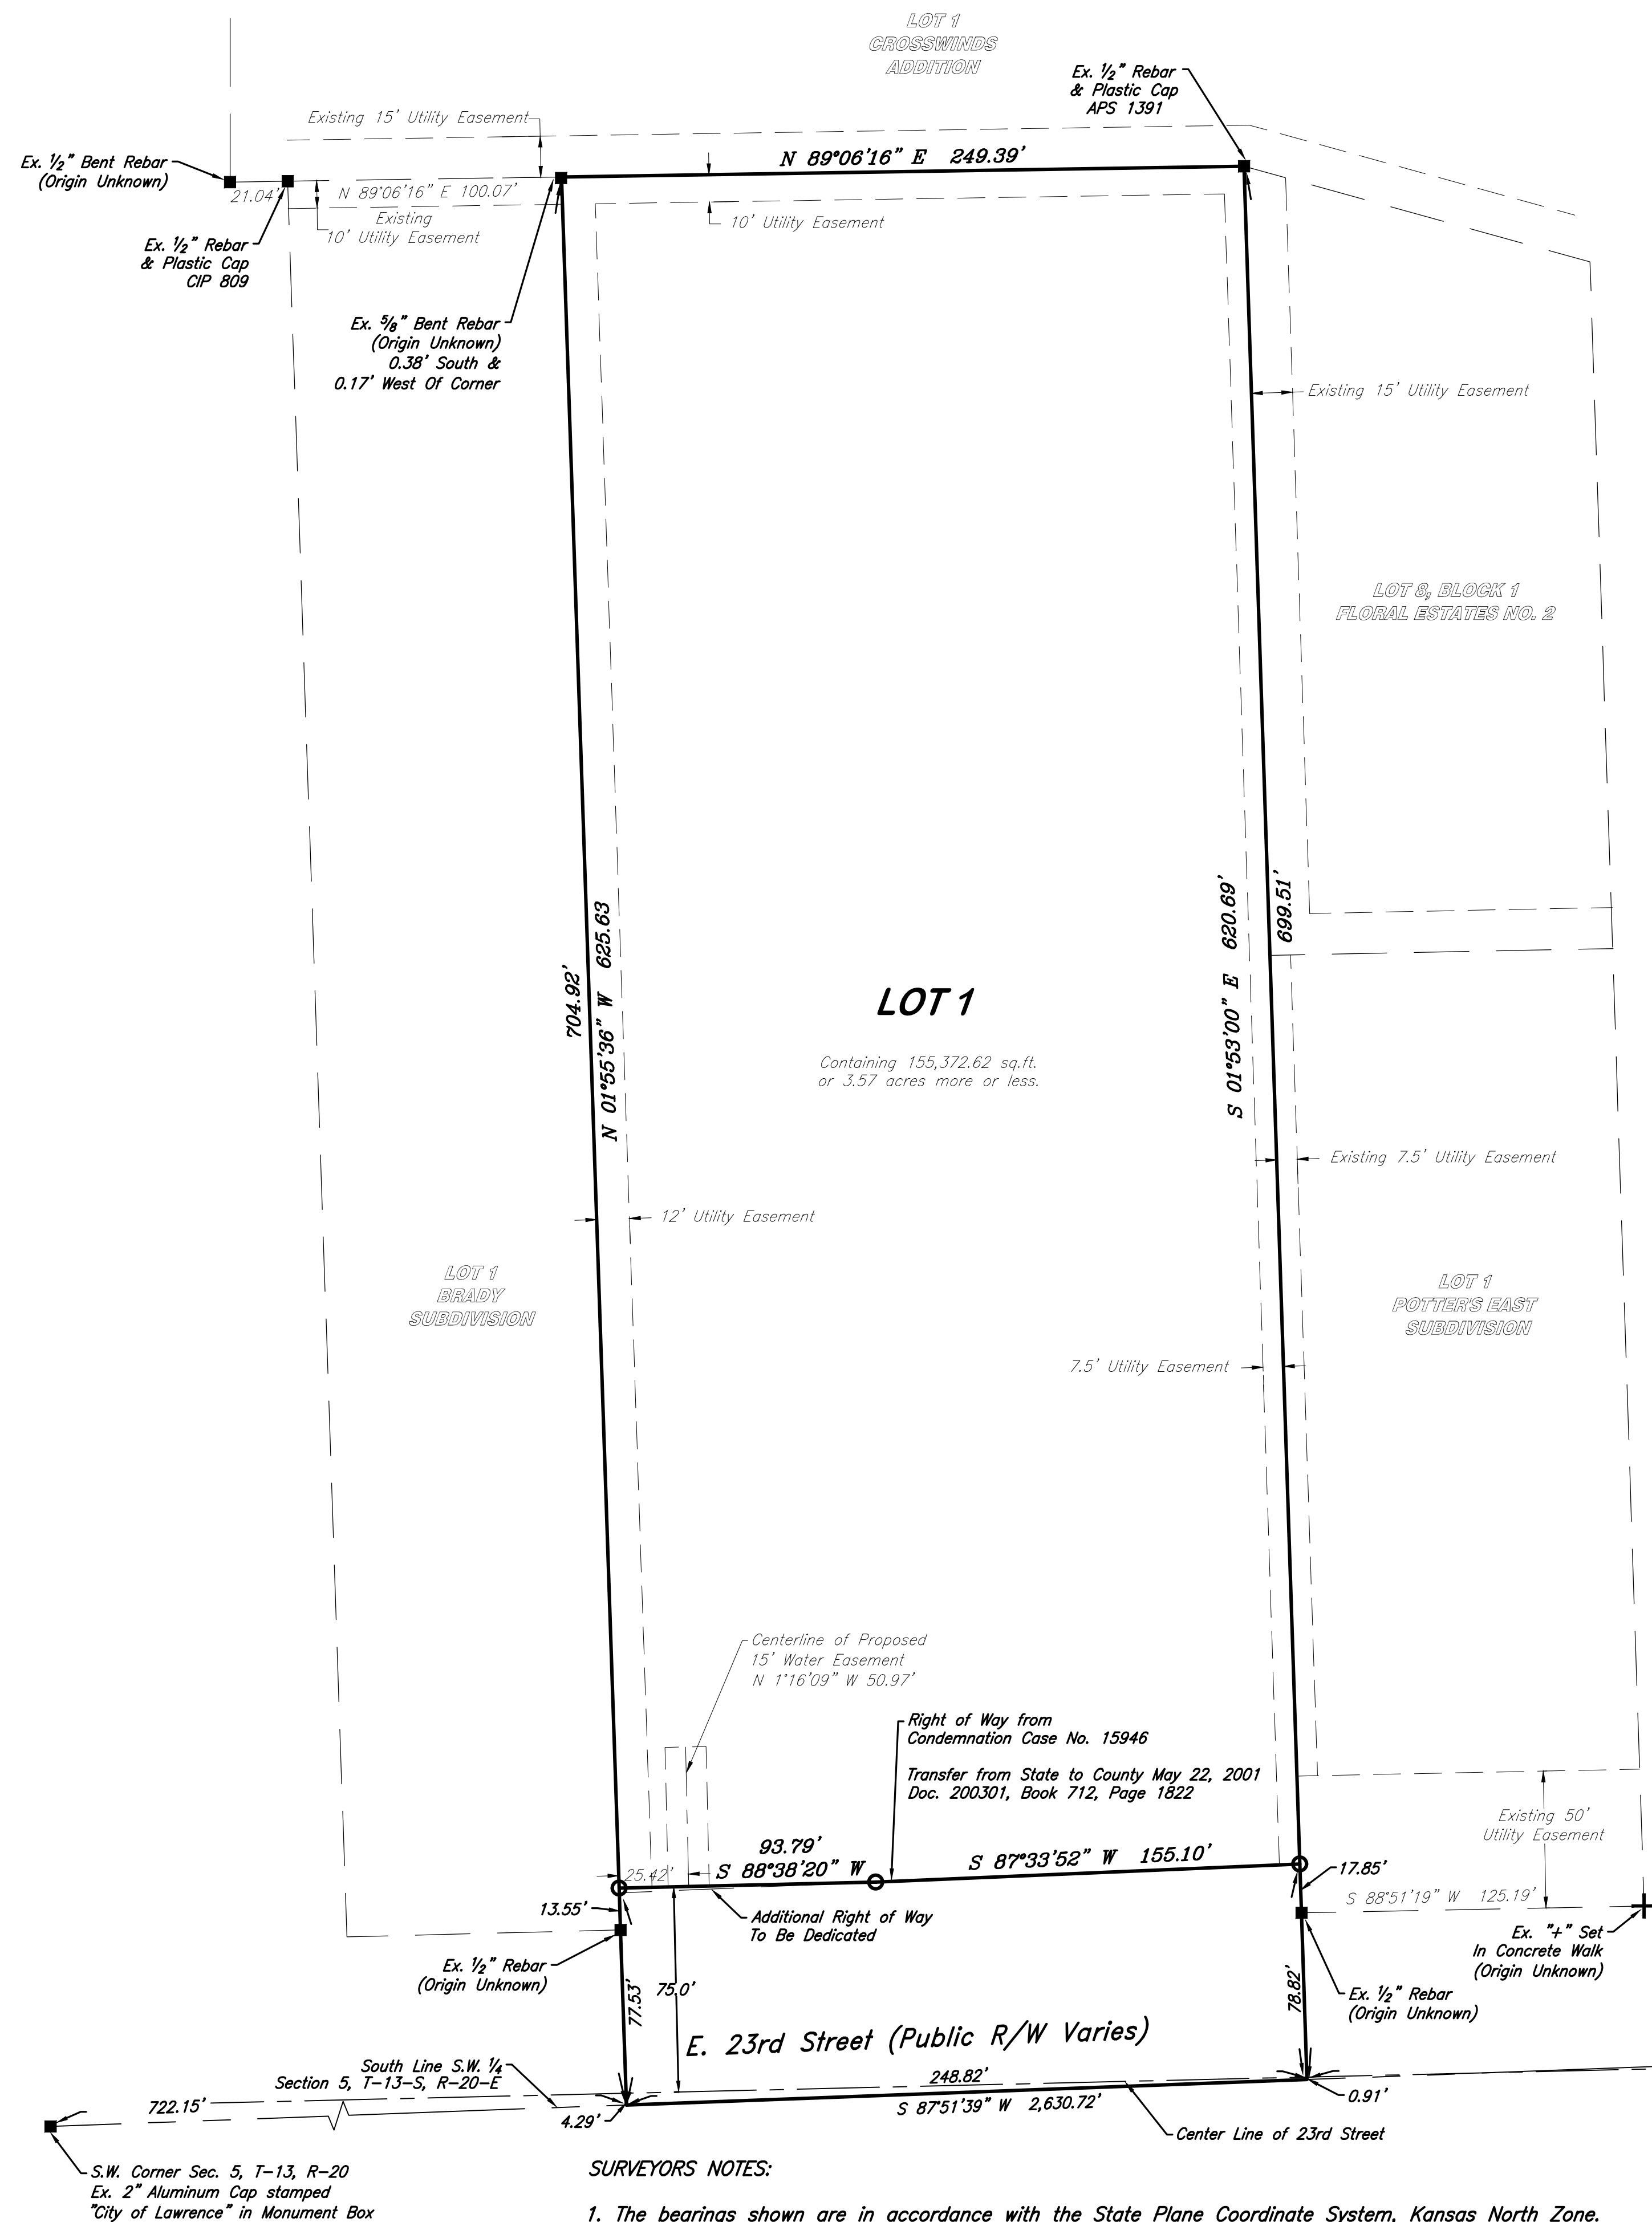 LOT 1
CROSSWINDS
ADDITION
Ex. ½" Rebar
& Plastic Cap
APS 1391
Existing 15' Utility Easement
Ex. ½" Bent Rebar
(Origin Unknown)
N 89°06'16" E 249.39'
21.04'
N 89°06'16" E 100.07'
Existing
10' Utility Easement
10' Utility Easement
Ex. ½" Rebar
& Plastic Cap
CIP 809
Ex. ⅝" Bent Rebar
(Origin Unknown)
0.38' South &
0.17' West Of Corner
Existing 15' Utility Easement
LOT 8, BLOCK 1
FLORAL ESTATES NO. 2
704.92'
N 01°55'36" W 625.63
S 01°53'00" E 620.69'
699.51'
LOT 1
Containing 155,372.62 sq.ft.
or 3.57 acres more or less.
Existing 7.5' Utility Easement
12' Utility Easement
LOT 1
BRADY
SUBDIVISION
LOT 1
POTTER'S EAST
SUBDIVISION
7.5' Utility Easement
Centerline of Proposed
15' Water Easement
N 1°16'09" W 50.97'
Right of Way from
Condemnation Case No. 15946
Transfer from State to County May 22, 2001
Doc. 200301, Book 712, Page 1822
Existing 50'
Utility Easement
93.79'
S 88°38'20" W
S 87°33'52" W 155.10'
25.42'
17.85'
S 88°51'19" W 125.19'
13.55'
Additional Right of Way
To Be Dedicated
Ex. "+" Set
In Concrete Walk
(Origin Unknown)
Ex. ½" Rebar
(Origin Unknown)
77.53'
75.0'
78.82'
Ex. ½" Rebar
(Origin Unknown)
E. 23rd Street (Public R/W Varies)
South Line S.W. ¼
Section 5, T-13-S, R-20-E
248.82'
722.15'
4.29'
S 87°51'39" W 2,630.72'
0.91'
Center Line of 23rd Street
S.W. Corner Sec. 5, T-13, R-20
Ex. 2" Aluminum Cap stamped
"City of Lawrence" in Monument Box
SURVEYORS NOTES:
1. The bearings shown are in accordance with the State Plane Coordinate System, Kansas North Zone.